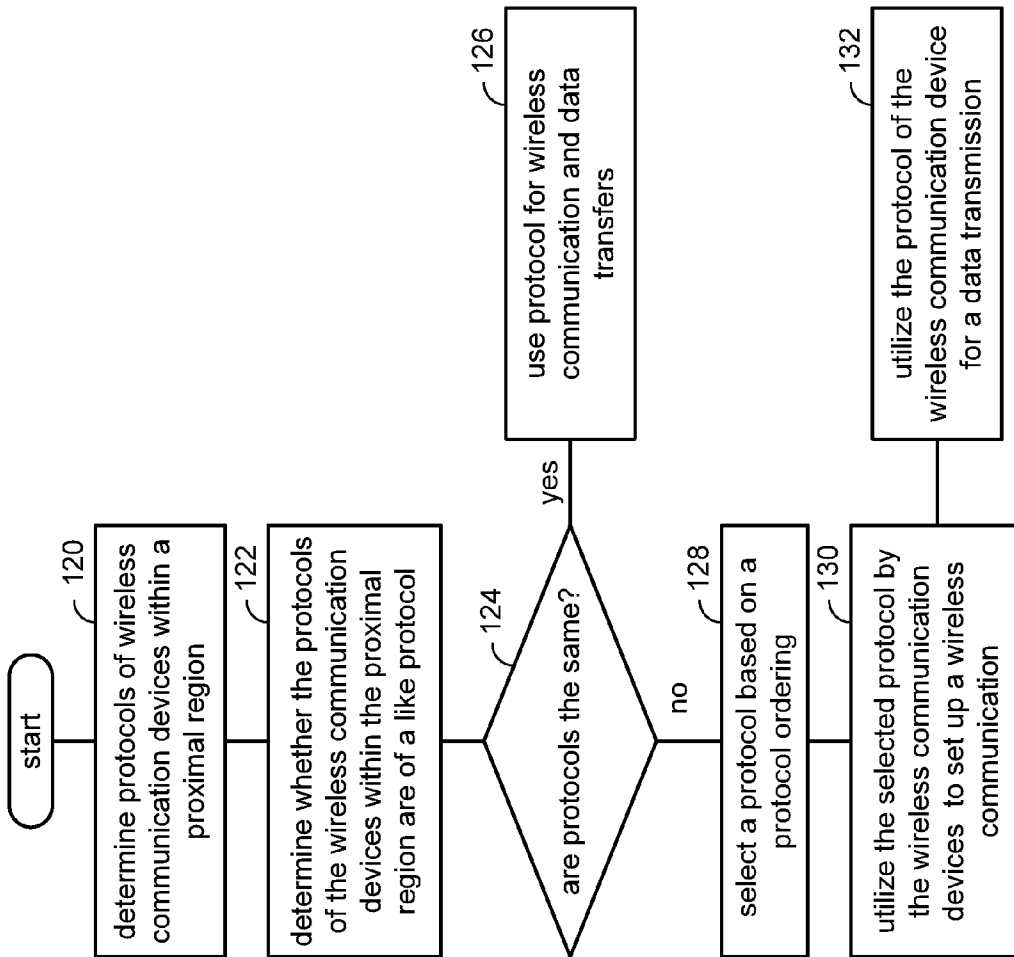 start
120
determine protocols of wireless
communication devices within a
proximal region
122
determine whether the protocols
of the wireless communication
devices within the proximal
region are of a like protocol
124
are protocols the same?
yes
126
use protocol for wireless
communication and data
transfers
no
128
select a protocol based on a
protocol ordering
130
utilize the selected protocol by
the wireless communication
devices to set up a wireless
communication
132
utilize the protocol of the
wireless communication device
for a data transmission